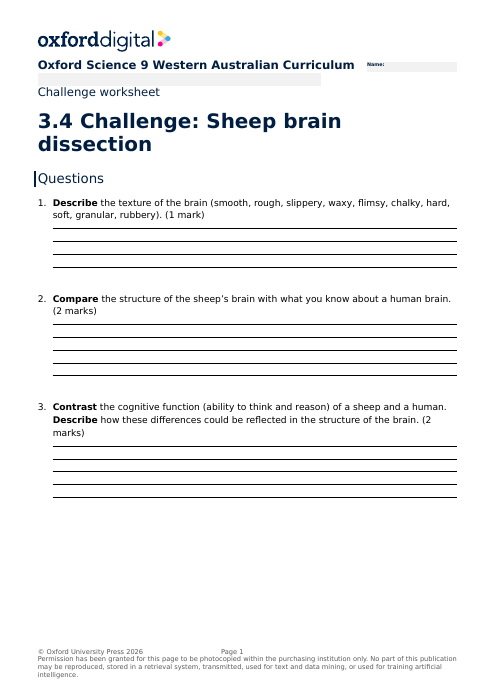 oxforddigital
Oxford Science 9 Western Australian Curriculum
Name:
Challenge worksheet
3.4 Challenge: Sheep brain
dissection
Questions
1. Describe the texture of the brain (smooth, rough, slippery, waxy, flimsy, chalky, hard,
soft, granular, rubbery). (1 mark)
2. Compare the structure of the sheep’s brain with what you know about a human brain.
(2 marks)
3. Contrast the cognitive function (ability to think and reason) of a sheep and a human.
Describe how these differences could be reflected in the structure of the brain. (2
marks)
© Oxford University Press 2026 Page 1
Permission has been granted for this page to be photocopied within the purchasing institution only. No part of this publication
may be reproduced, stored in a retrieval system, transmitted, used for text and data mining, or used for training artificial
intelligence.